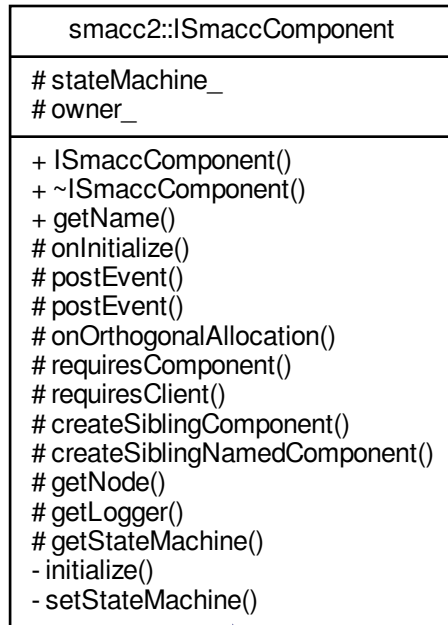 smacc2::ISmaccComponent
# stateMachine_
# owner_
+ ISmaccComponent()
+ ~ISmaccComponent()
+ getName()
# onInitialize()
# postEvent()
# postEvent()
# onOrthogonalAllocation()
# requiresComponent()
# requiresClient()
# createSiblingComponent()
# createSiblingNamedComponent()
# getNode()
# getLogger()
# getStateMachine()
- initialize()
- setStateMachine()